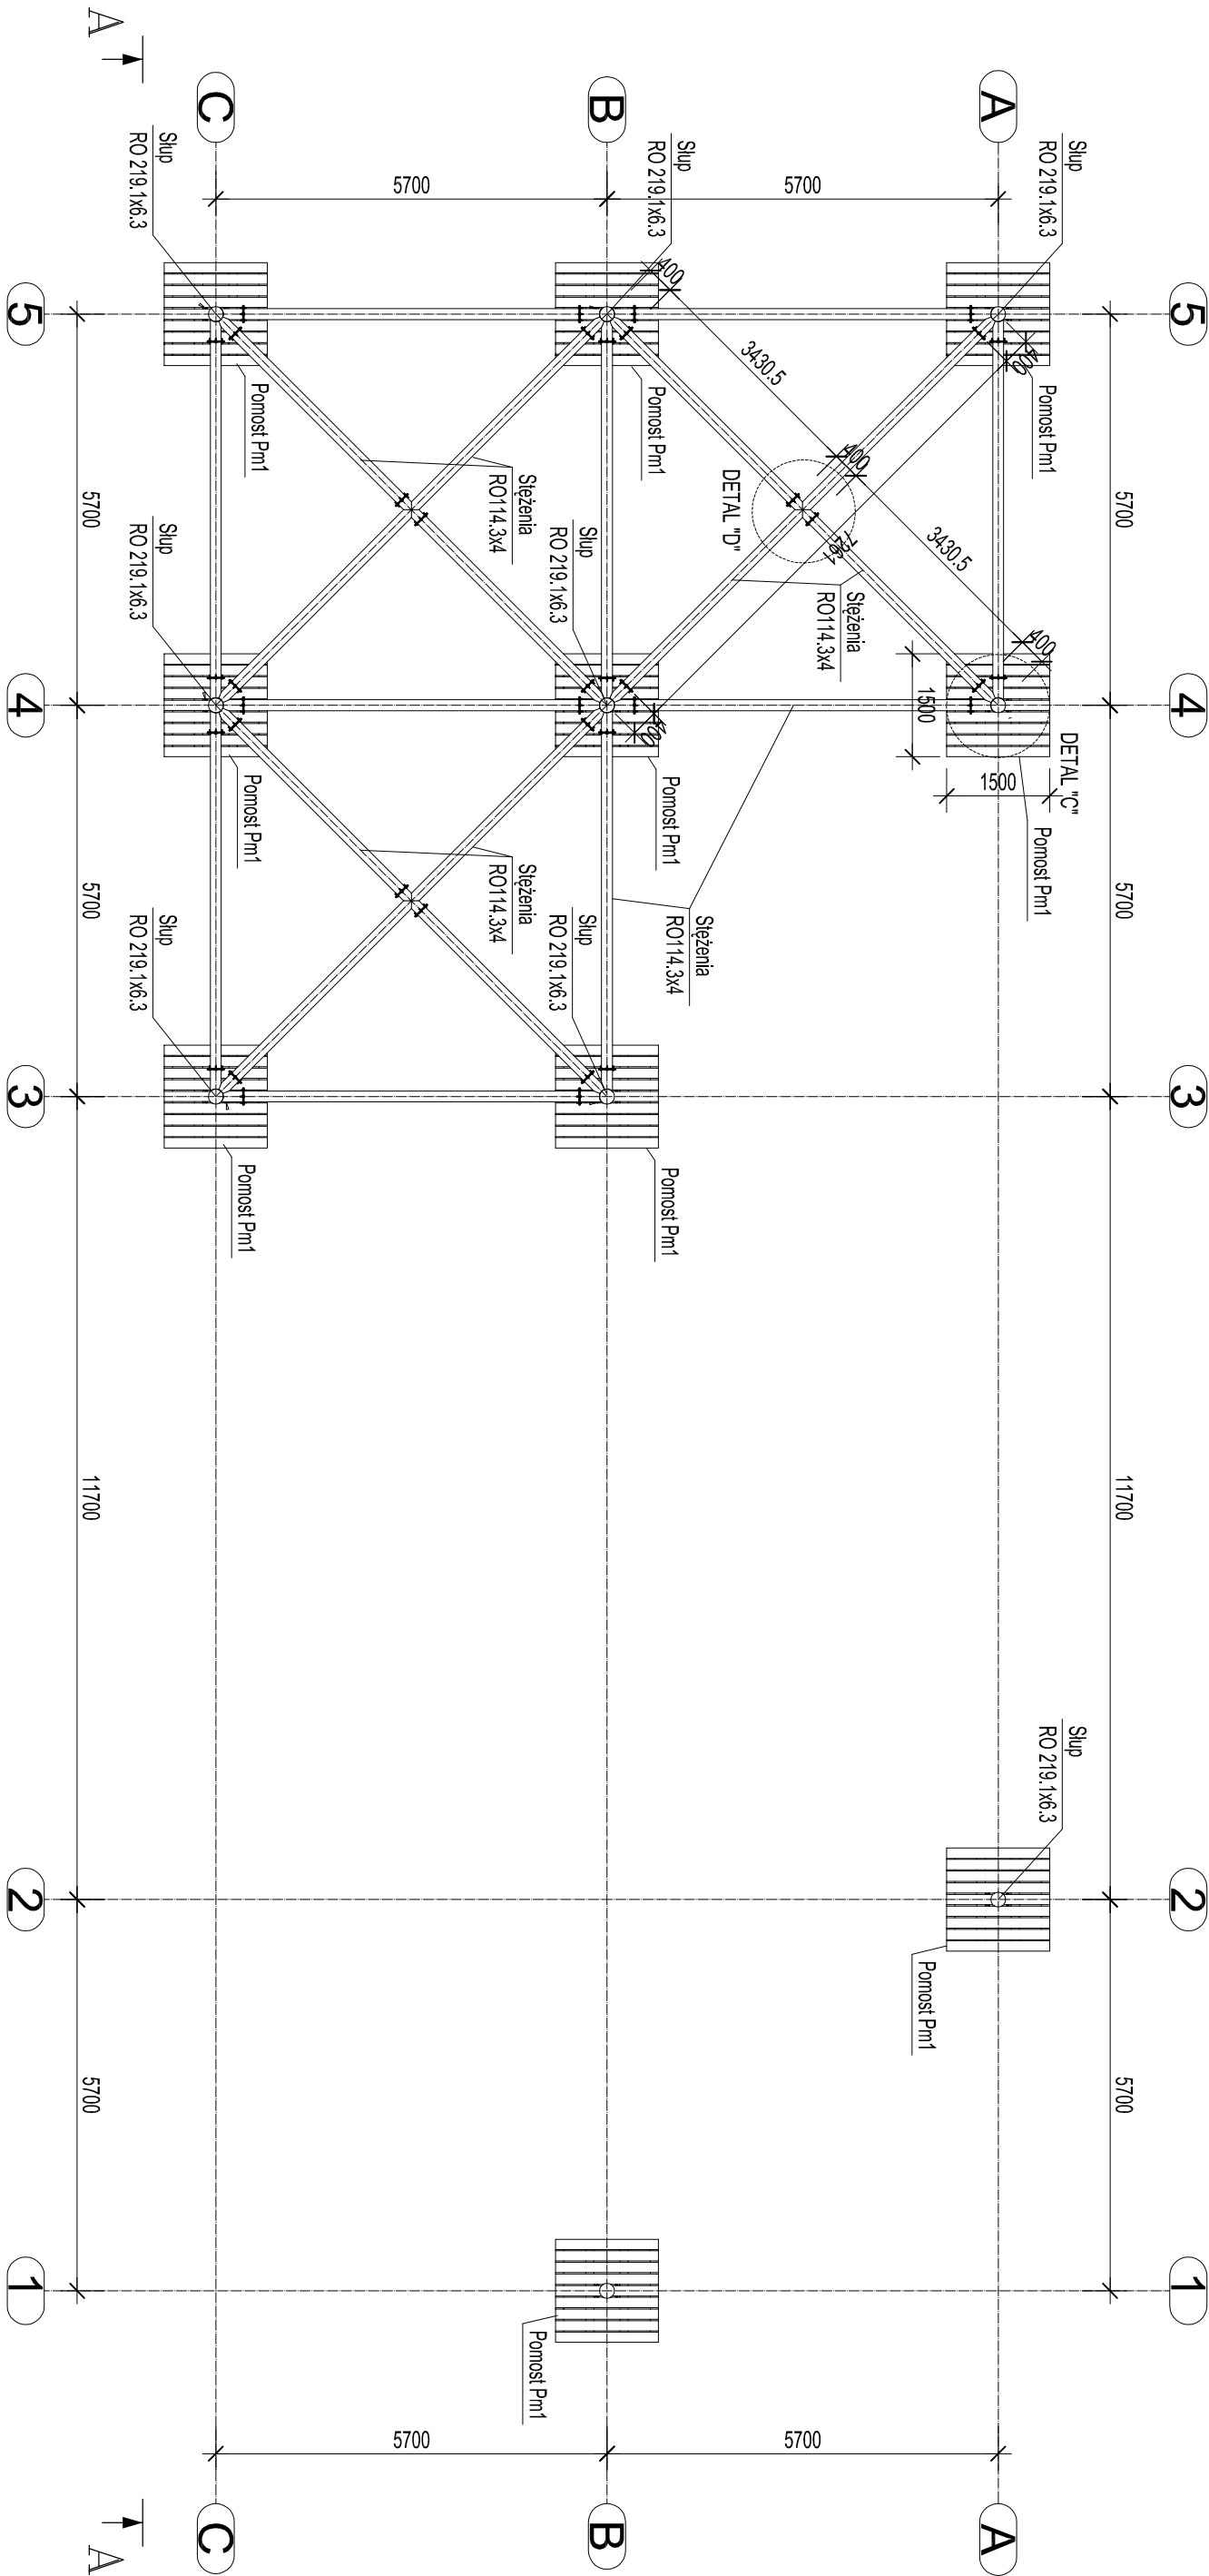 5
4
3
2
1
5700
5700
11700
5700
A
Słup
RO 219.1x6.3
Pomost Pm1
DETAL "C"
Pomost Pm1
Słup
RO 219.1x6.3
A
5700
400
3430.5
400
3430.5
400
400
7261
400
1500
1500
DETAL "D"
Stężenia
RO114.3x4
Pomost Pm1
5700
B
Słup
RO 219.1x6.3
Pomost Pm1
Słup
RO 219.1x6.3
Pomost Pm1
Stężenia
RO114.3x4
Słup
RO 219.1x6.3
Pomost Pm1
Pomost Pm1
B
5700
Stężenia
RO114.3x4
Stężenia
RO114.3x4
5700
C
Słup
RO 219.1x6.3
Pomost Pm1
Słup
RO 219.1x6.3
Pomost Pm1
Słup
RO 219.1x6.3
Pomost Pm1
C
5700
5700
11700
5700
A
A
5
4
3
2
1